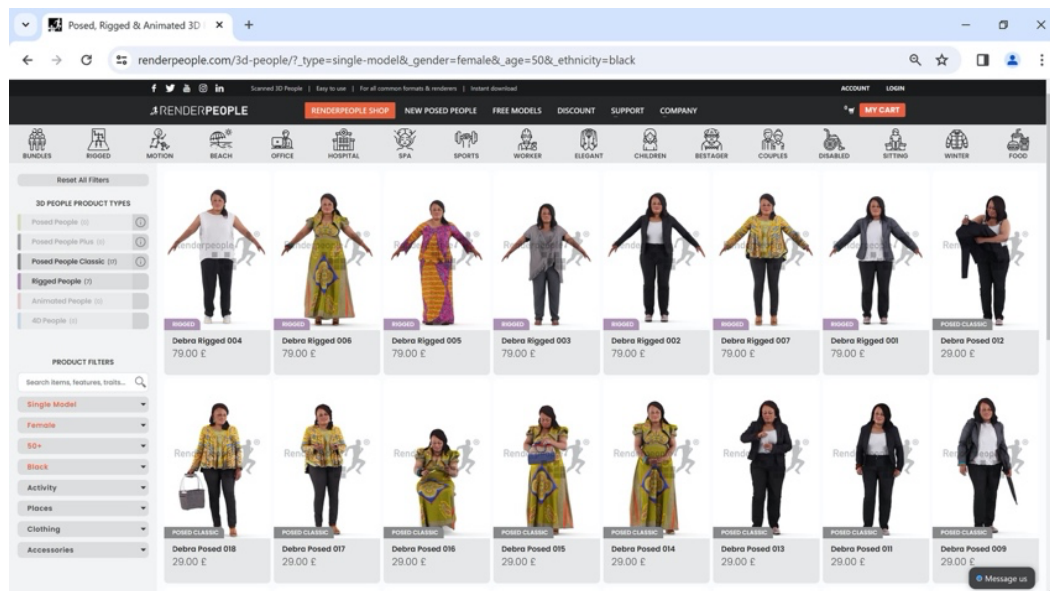 Posed, Rigged & Animated 3D
renderpeople.com/3d-people/?_type=single-model&_gender=female&_age=50&_ethnicity=black
Scanned 3D People | Easy to use | For all common formats & renderers | Instant download
ACCOUNT LOGIN
RENDERPEOPLE
RENDERPEOPLE SHOP NEW POSED PEOPLE FREE MODELS DISCOUNT SUPPORT COMPANY
MY CART
BUNDLES RIGGED MOTION BEACH OFFICE HOSPITAL SPA SPORTS WORKER ELEGANT CHILDREN BESTAGER COUPLES DISABLED SITTING WINTER FOOD
Reset All Filters
3D PEOPLE PRODUCT TYPES
Posed People (0)
Posed People Plus (0)
Posed People Classic (17)
Rigged People (7)
Animated People (0)
4D People (0)
PRODUCT FILTERS
Search items, features, traits...
Single Model
Female
50+
Black
Activity
Places
Clothing
Accessories
RIGGED RIGGED RIGGED RIGGED RIGGED RIGGED RIGGED POSED CLASSIC
Debra Rigged 004 Debra Rigged 006 Debra Rigged 005 Debra Rigged 003 Debra Rigged 002 Debra Rigged 007 Debra Rigged 001 Debra Posed 012
79.00 £ 79.00 £ 79.00 £ 79.00 £ 79.00 £ 79.00 £ 79.00 £ 29.00 £
POSED CLASSIC POSED CLASSIC POSED CLASSIC POSED CLASSIC POSED CLASSIC POSED CLASSIC POSED CLASSIC POSED CLASSIC
Debra Posed 018 Debra Posed 017 Debra Posed 016 Debra Posed 015 Debra Posed 014 Debra Posed 013 Debra Posed 011 Debra Posed 009
29.00 £ 29.00 £ 29.00 £ 29.00 £ 29.00 £ 29.00 £ 29.00 £ 29.00 £
Message us